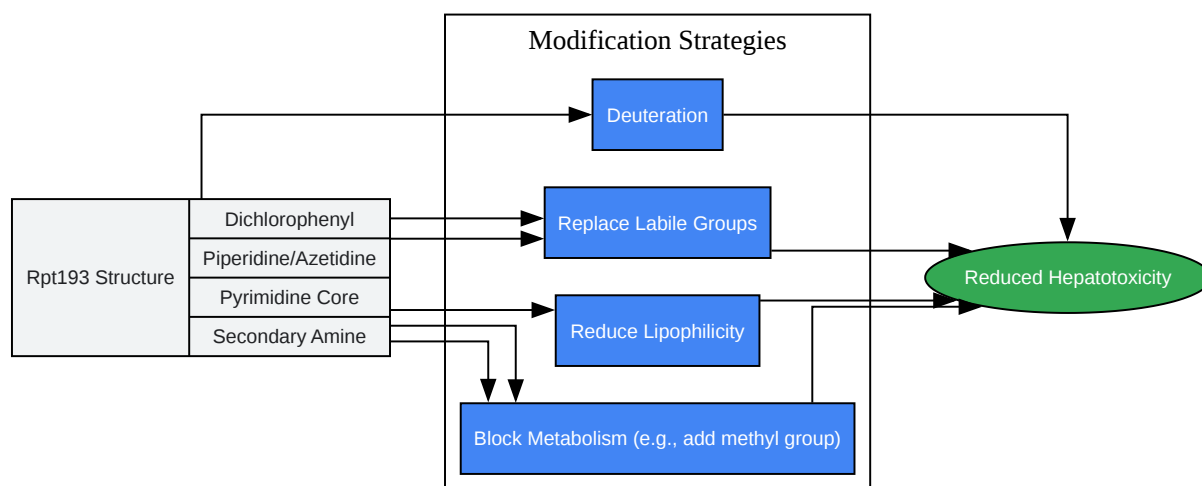 Modification Strategies
Deuteration
Rpt193 Structure
Dichlorophenyl
Piperidine/Azetidine
Pyrimidine Core
Secondary Amine
Replace Labile Groups
Reduce Lipophilicity
Block Metabolism (e.g., add methyl group)
Reduced Hepatotoxicity